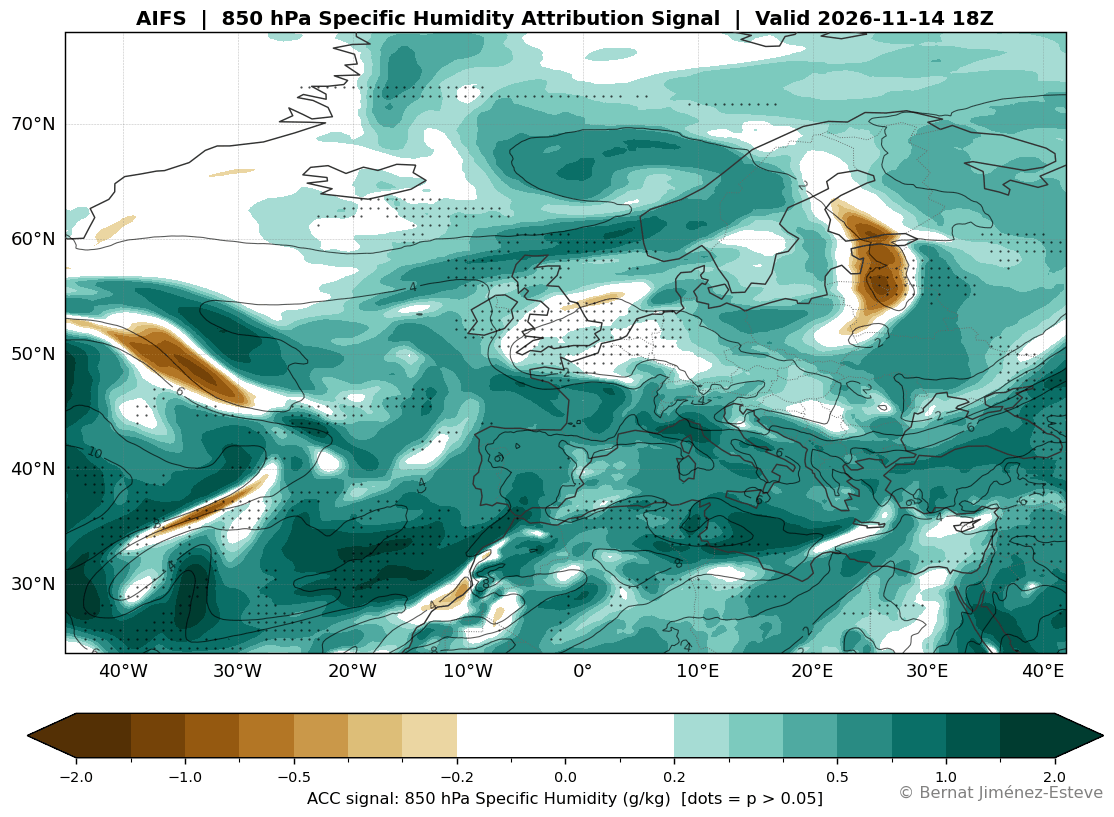 AIFS | 850 hPa Specific Humidity Attribution Signal | Valid 2026-11-14 18Z
70°N
60°N
50°N
40°N
30°N
40°W 30°W 20°W 10°W 0° 10°E 20°E 30°E 40°E
−2.0 −1.0 −0.5 −0.2 0.0 0.2 0.5 1.0 2.0
ACC signal: 850 hPa Specific Humidity (g/kg) [dots = p > 0.05]
© Bernat Jiménez-Esteve